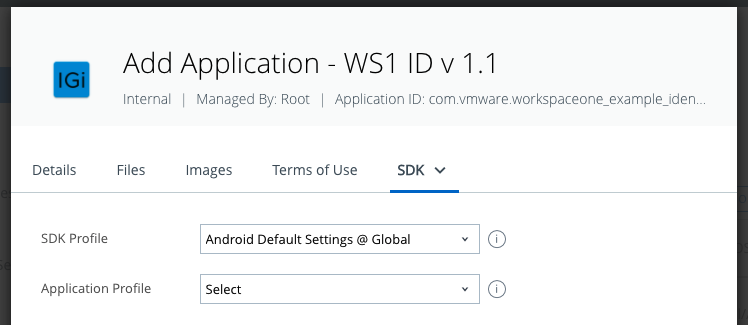 IGi
Add Application - WS1 ID v 1.1
Internal | Managed By: Root | Application ID: com.vmware.workspaceone_example_iden...
Details Files Images Terms of Use SDK
SDK Profile Android Default Settings @ Global i
Application Profile Select i